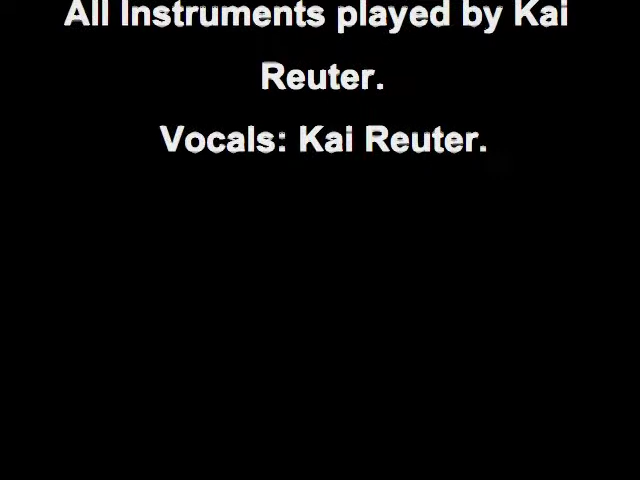 All Instruments played by Kai
Reuter.
Vocals: Kai Reuter.